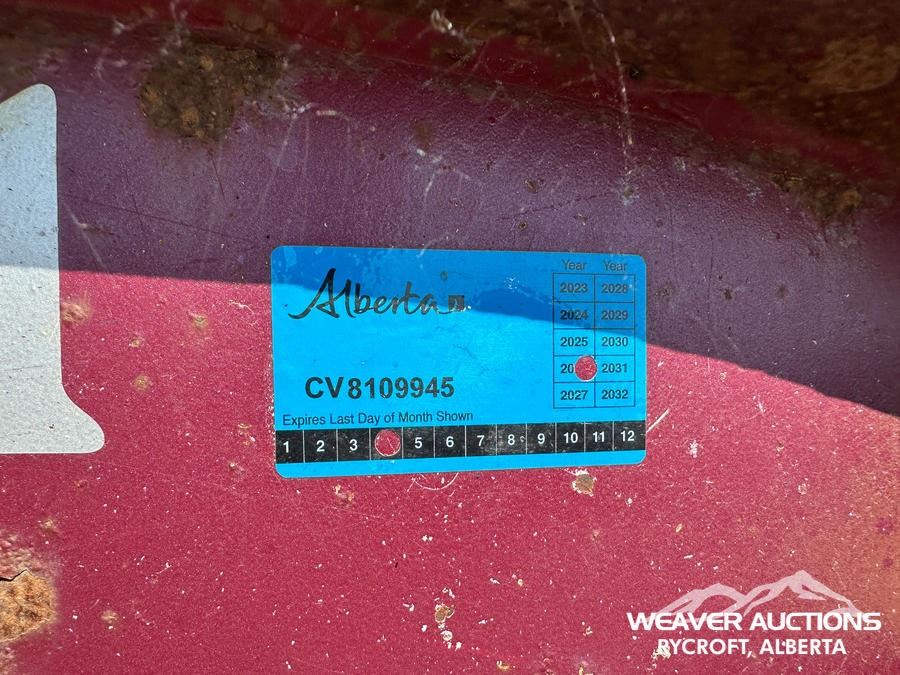 Alberta
CV8109945
Expires Last Day of Month Shown
1 2 3 5 6 7 8 9 10 11 12
Year Year
2023 2028
2024 2029
2025 2030
20 2031
2027 2032
WEAVER AUCTIONS
RYCROFT, ALBERTA